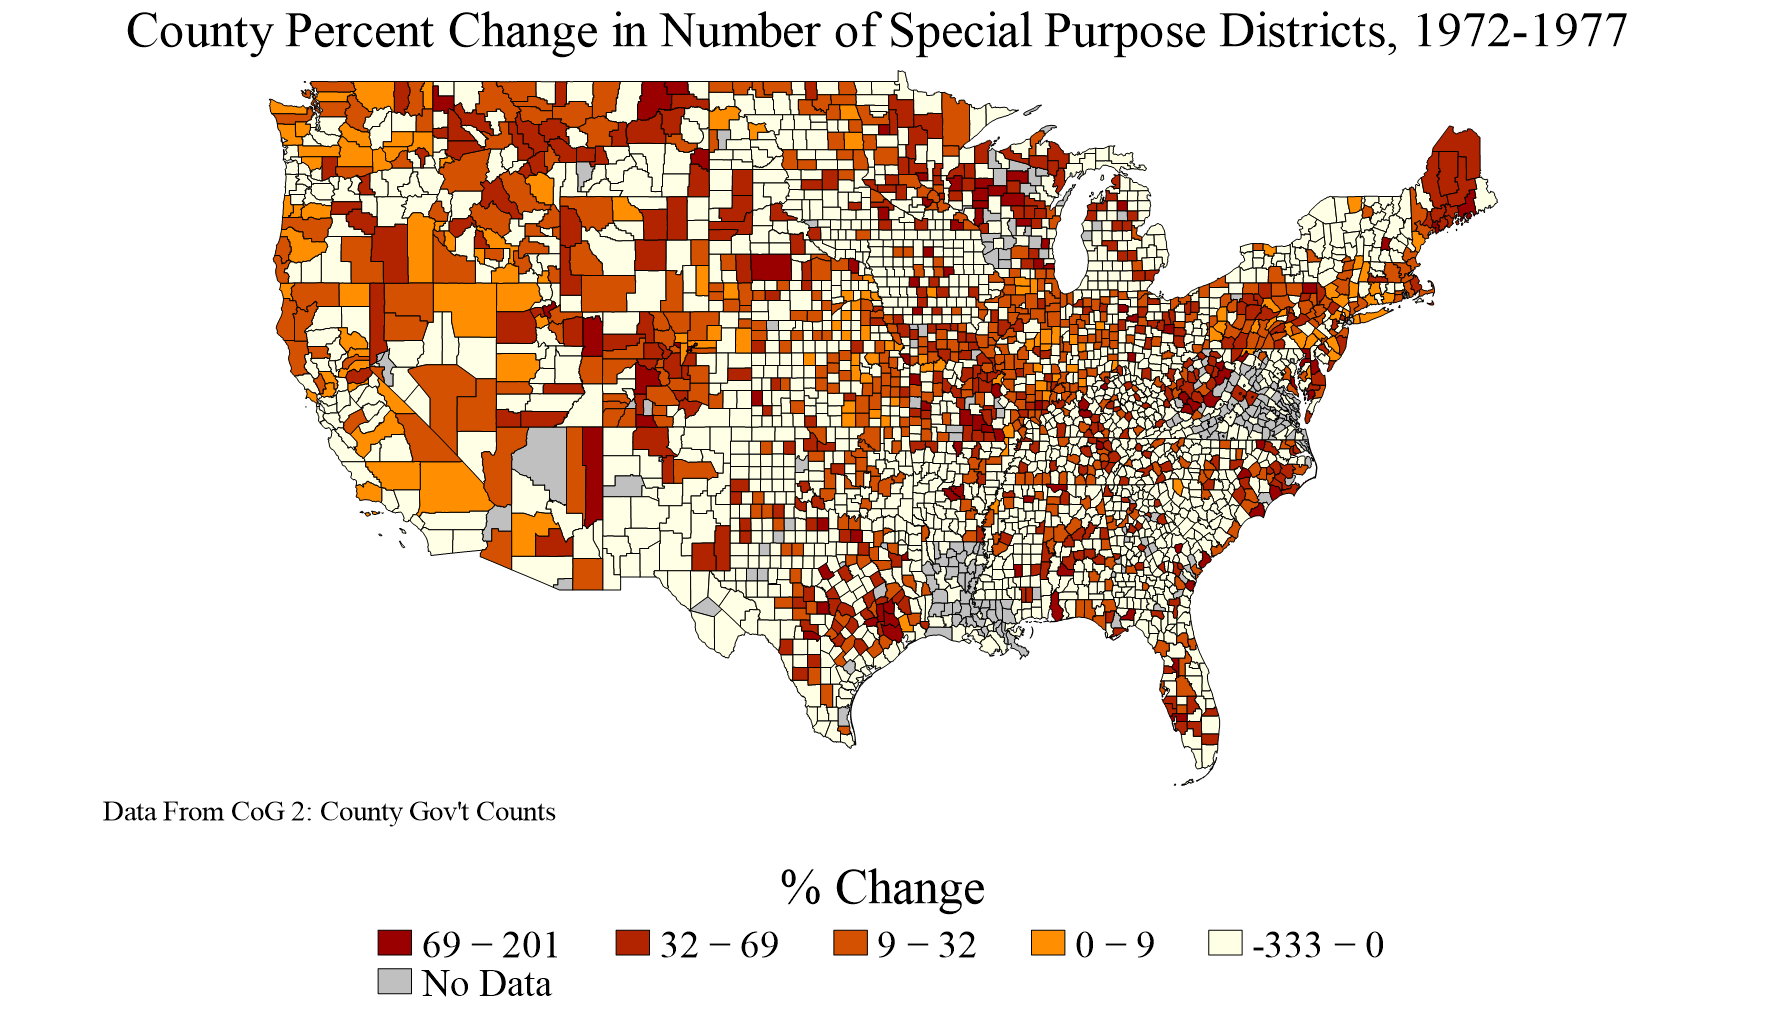 County Percent Change in Number of Special Purpose Districts, 1972-1977
Data From CoG 2: County Gov't Counts
% Change
69 − 201 32 − 69 9 − 32 0 − 9 -333 − 0
No Data